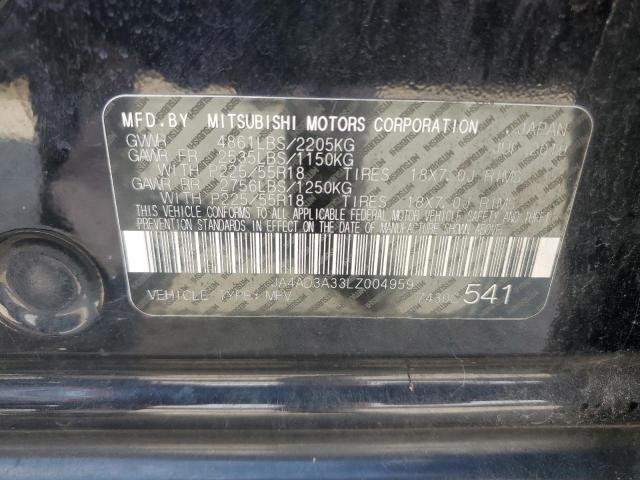 MFD.BY MITSUBISHI MOTORS CORPORATION JAPAN
GVWR 4861LBS/2205KG JUL 2019
GAWR FR 2535LBS/1150KG
WITH P225/55R18 TIRES 18X7.0J RIMS
GAWR RR 2756LBS/1250KG
WITH P225/55R18 TIRES 18X7.0J RIMS
THIS VEHICLE CONFORMS TO ALL APPLICABLE FEDERAL MOTOR VEHICLE SAFETY AND THEFT
PREVENTION STANDARDS IN EFFECT ON THE DATE OF MANUFACTURE SHOWN ABOVE.
JA4AD3A33LZ004959
VEHICLE TYPE: MPV 541